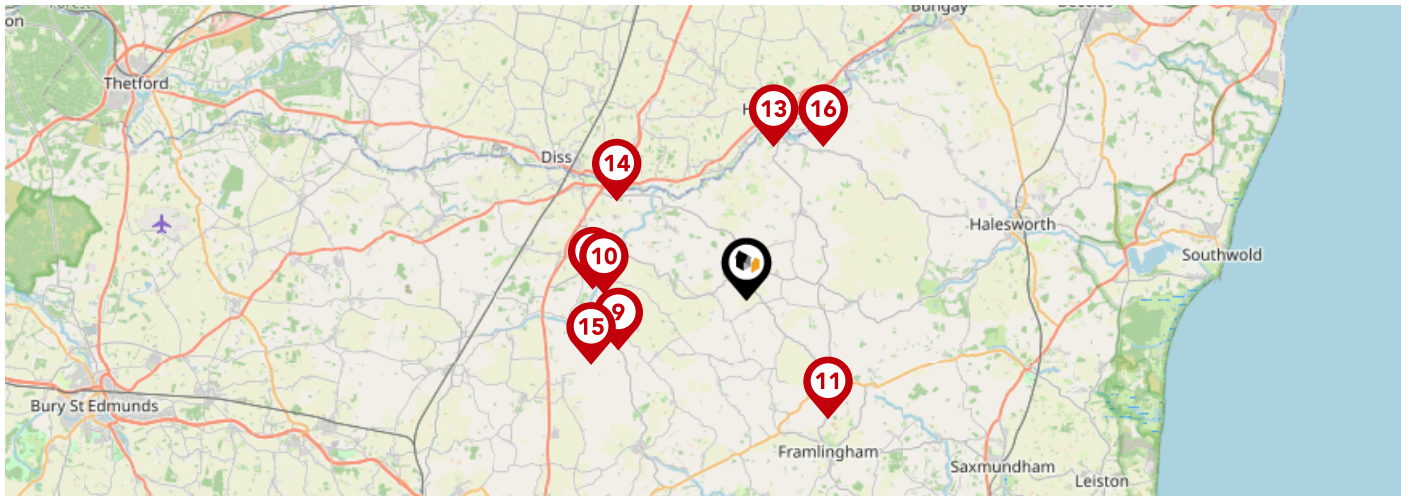 Bungay
Thetford
13
16
Diss
14
Halesworth
Southwold
10
9
15
11
Bury St Edmunds
Framlingham
Saxmundham
Leiston